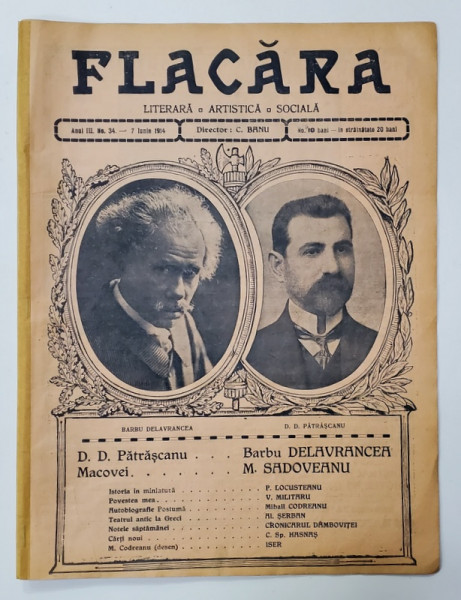 FLACĂRA
LITERARĂ ▫ ARTISTICĂ ▫ SOCIALĂ
Anul III. No. 34. — 7 Iunie 1914
Director : C. BANU
No. 10 bani — în străinătate 20 bani
BARBU DELAVRANCEA
D. D. PĂTRĂŞCANU
D. D. Pătrăşcanu . . . Barbu DELAVRANCEA
Macovei . . . . . . . M. SADOVEANU
Istoria în miniatură . . . . . . . . . . P. LOCUSTEANU
Povestea mea . . . . . . . . . . . . . V. MILITARU
Autobiografie Postumă . . . . . . . . . Mihail CODREANU
Teatrul antic la Greci . . . . . . . . . Al. ŞERBAN
Notele săptămânei . . . . . . . . . . CRONICARUL DÂMBOVIŢEI
Cărţi noui . . . . . . . . . . . . . . C. Sp. HASNAŞ
M. Codreanu (desen) . . . . . . . . . . ISER